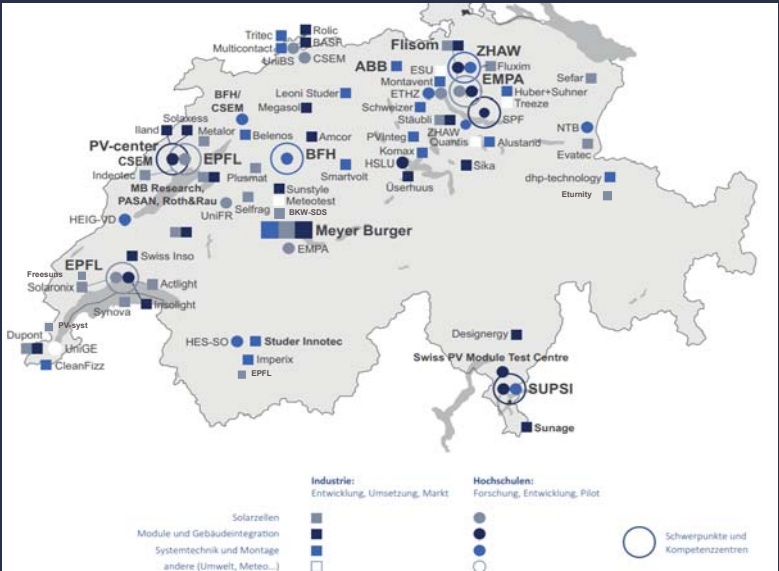 Rolic
Tritec
BASF
Multicontact
UniBS
CSEM
Flisom
ZHAW
ABB
ESU
Fluxim
Montavent
EMPA
Sefar
ETHZ
Huber+Suhner
Treeze
BFH/
CSEM
Leoni Studer
Megasol
Schweizer
SPF
Stäubli
Solaxess
Iland
Metalor
Belenos
Amcor
PVinteg
ZHAW
Quantis
Alustand
NTB
Evatec
PV-center
CSEM
EPFL
BFH
Komax
HSLU
Sika
Indeotec
Plusmat
Smartvolt
Üserhuus
dhp-technology
MB Research,
PASAN, Roth&Rau
Sunstyle
Meteotest
Eturnity
Selfrag
UniFR
BKW-SDS
HEIG-VD
Meyer Burger
EMPA
Swiss Inso
EPFL
Freesuns
Solaronix
Actlight
Insolight
Synova
PV-syst
Dupont
UniGE
CleanFizz
HES-SO
Studer Innotec
Imperix
EPFL
Designergy
Swiss PV Module Test Centre
SUPSI
Sunage
Industrie:
Entwicklung, Umsetzung, Markt
Hochschulen:
Forschung, Entwicklung, Pilot
Solarzellen
Module und Gebäudeintegration
Systemtechnik und Montage
andere (Umwelt, Meteo...)
Schwerpunkte und
Kompetenzzentren